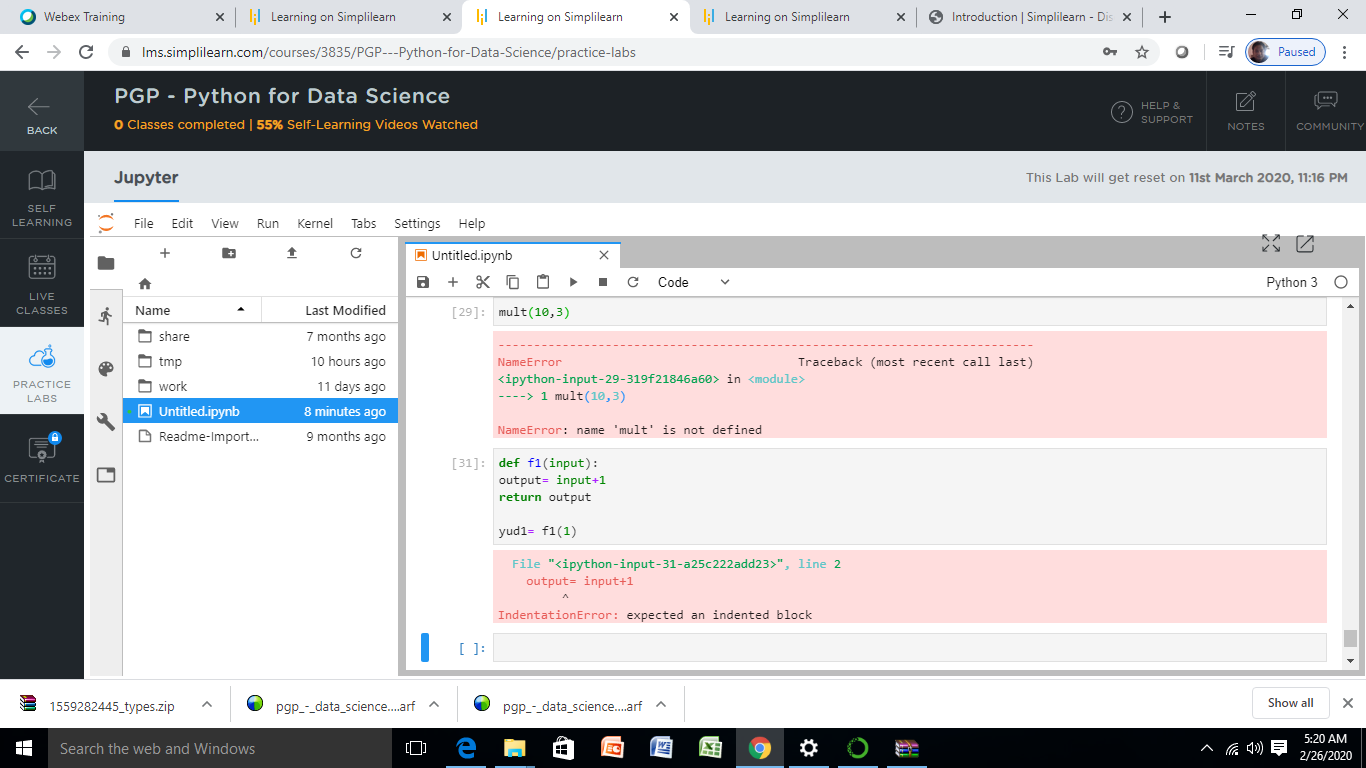 Webex Training
Learning on Simplilearn
Learning on Simplilearn
Learning on Simplilearn
Introduction | Simplilearn - Dis
lms.simplilearn.com/courses/3835/PGP---Python-for-Data-Science/practice-labs
Paused
BACK
PGP - Python for Data Science
0 Classes completed | 55% Self-Learning Videos Watched
HELP &
SUPPORT
NOTES
COMMUNITY
SELF
LEARNING
LIVE
CLASSES
PRACTICE
LABS
CERTIFICATE
Jupyter
This Lab will get reset on 11st March 2020, 11:16 PM
File Edit View Run Kernel Tabs Settings Help
Name Last Modified
share 7 months ago
tmp 10 hours ago
work 11 days ago
Untitled.ipynb 8 minutes ago
Readme-Import... 9 months ago
Untitled.ipynb
Code
Python 3
[29]: mult(10,3)
---------------------------------------------------------------------------
NameError Traceback (most recent call last)
<ipython-input-29-319f21846a60> in <module>
----> 1 mult(10,3)
NameError: name 'mult' is not defined
[31]: def f1(input):
output= input+1
return output
yud1= f1(1)
File "<ipython-input-31-a25c222add23>", line 2
output= input+1
^
IndentationError: expected an indented block
[ ]:
1559282445_types.zip
pgp_-_data_science....arf
pgp_-_data_science....arf
Show all
Search the web and Windows
5:20 AM
2/26/2020